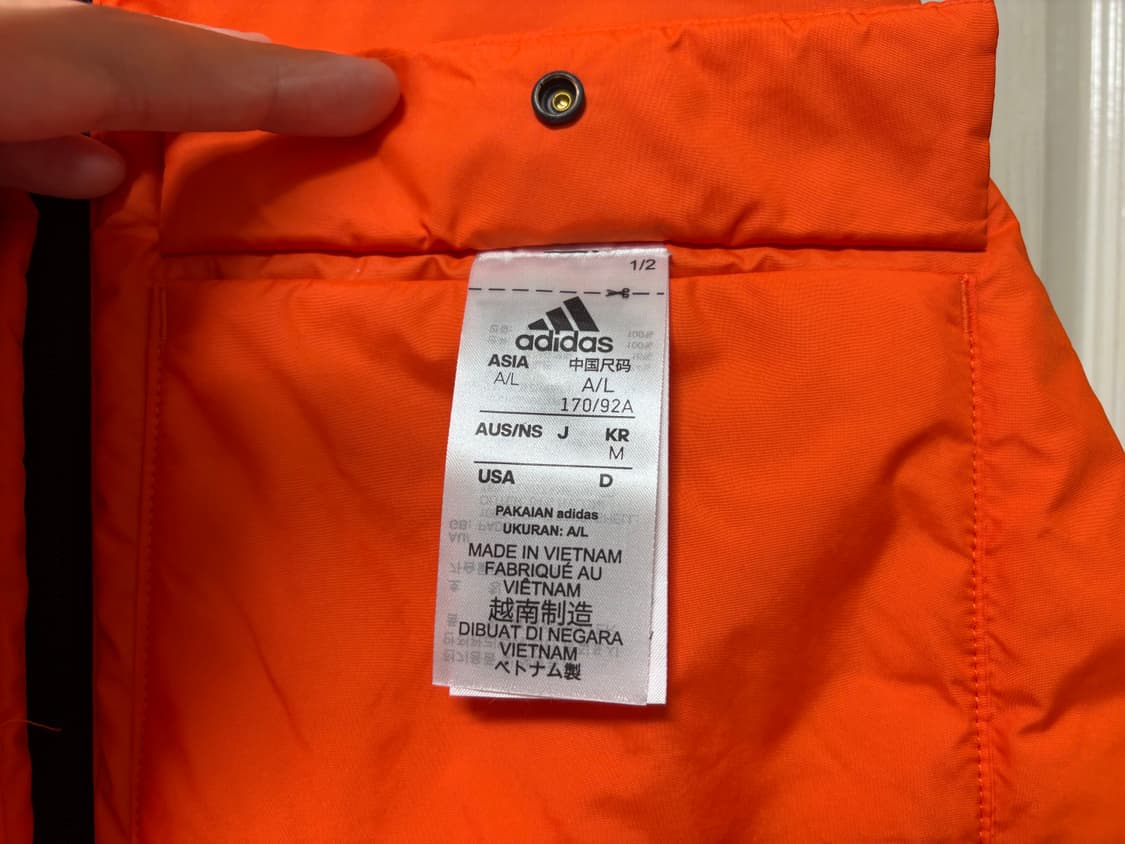 1/2
adidas
ASIA 中国尺码
A/L A/L
170/92A
AUS/NS J KR
M
USA D
PAKAIAN adidas
UKURAN: A/L
MADE IN VIETNAM
FABRIQUÉ AU
VIÊTNAM
越南制造
DIBUAT DI NEGARA
VIETNAM
ベトナム製